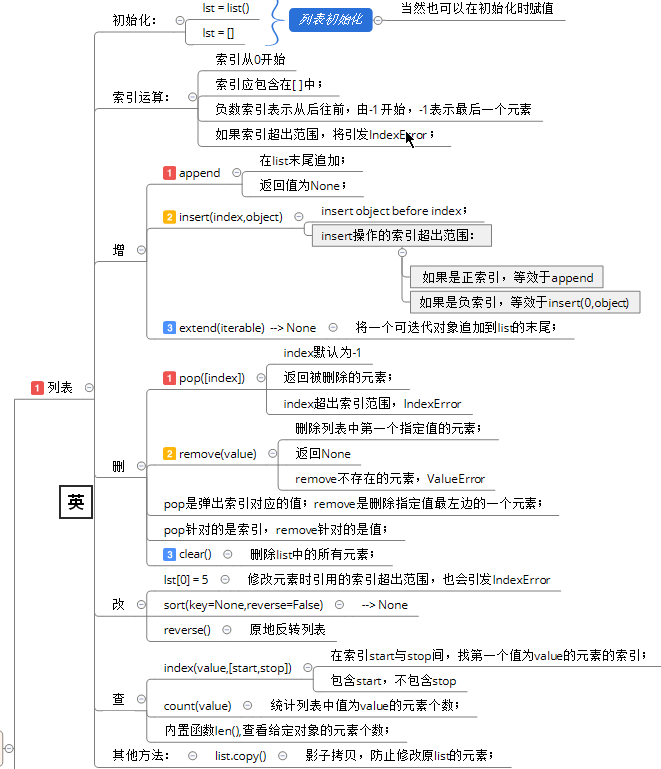 初始化：
lst = list()
lst = []
列表初始化
当然也可以在初始化时赋值
索引运算：
索引从0开始
索引应包含在[ ]中；
负数索引表示从后往前，由-1 开始，-1表示最后一个元素
如果索引超出范围，将引发IndexError；
增
1 append
在list末尾追加；
返回值为None；
2 insert(index,object)
insert object before index；
insert操作的索引超出范围：
如果是正索引，等效于append
如果是负索引，等效于insert(0,object)
3 extend(iterable) --> None
将一个可迭代对象追加到list的末尾；
1 列表
删
1 pop([index])
index默认为-1
返回被删除的元素；
index超出索引范围，IndexError
2 remove(value)
删除列表中第一个指定值的元素；
返回None
remove不存在的元素，ValueError
pop是弹出索引对应的值；remove是删除指定值最左边的一个元素；
pop针对的是索引，remove针对的是值；
3 clear()
删除list中的所有元素；
英
改
lst[0] = 5
修改元素时引用的索引超出范围，也会引发IndexError
sort(key=None,reverse=False)
--> None
reverse()
原地反转列表
查
index(value,[start,stop])
在索引start与stop间，找第一个值为value的元素的索引；
包含start，不包含stop
count(value)
统计列表中值为value的元素个数；
内置函数len(),查看给定对象的元素个数；
其他方法：
list.copy()
影子拷贝，防止修改原list的元素；